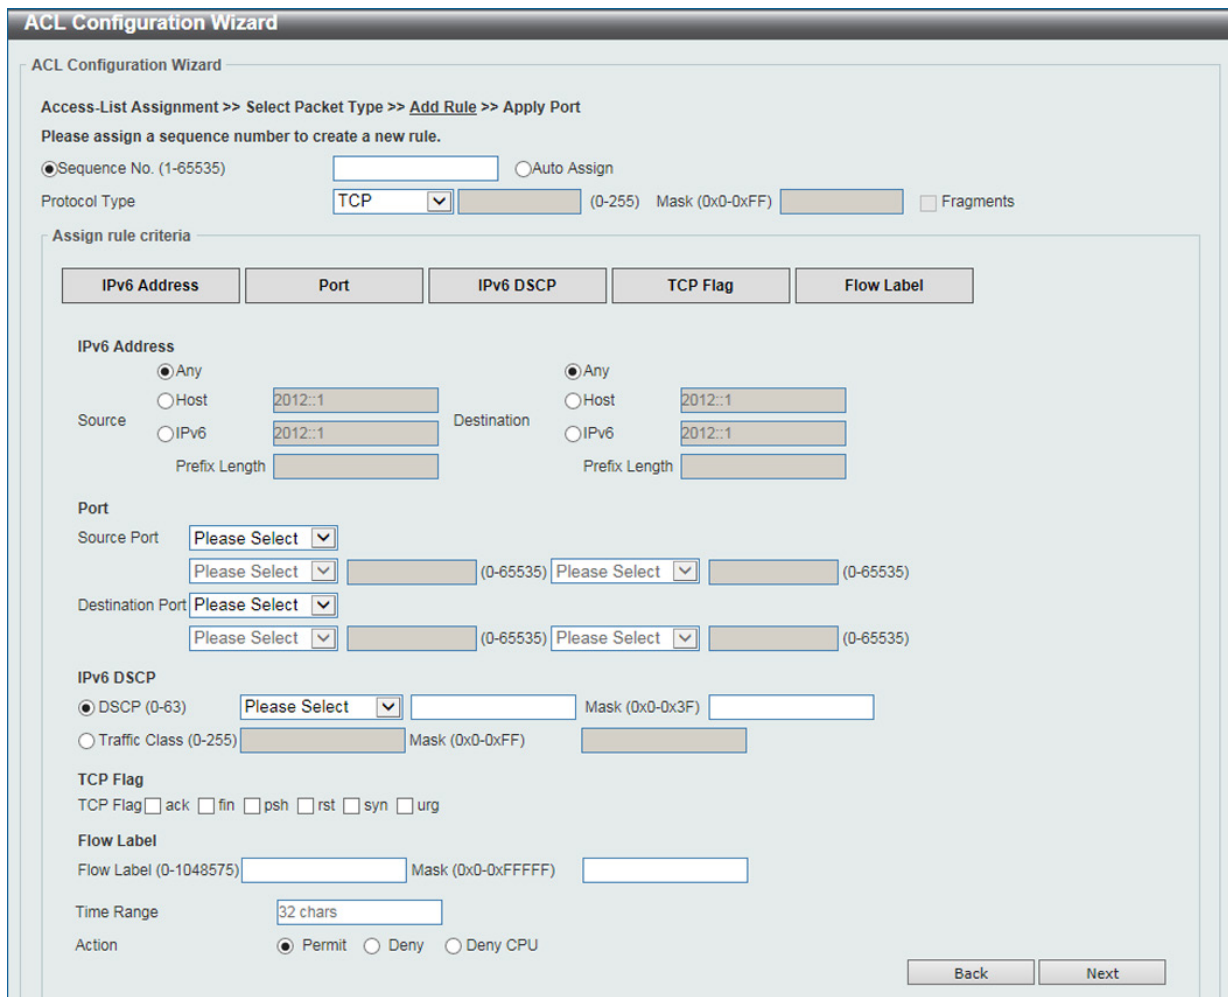 ACL Configuration Wizard
ACL Configuration Wizard
Access-List Assignment >> Select Packet Type >> Add Rule >> Apply Port
Please assign a sequence number to create a new rule.
Sequence No. (1-65535) Auto Assign
Protocol Type TCP (0-255) Mask (0x0-0xFF) Fragments
Assign rule criteria
IPv6 Address Port IPv6 DSCP TCP Flag Flow Label
IPv6 Address
Any Any
Host 2012::1 Host 2012::1
Source Destination
IPv6 2012::1 IPv6 2012::1
Prefix Length Prefix Length
Port
Source Port Please Select
Please Select (0-65535) Please Select (0-65535)
Destination Port Please Select
Please Select (0-65535) Please Select (0-65535)
IPv6 DSCP
DSCP (0-63) Please Select Mask (0x0-0x3F)
Traffic Class (0-255) Mask (0x0-0xFF)
TCP Flag
TCP Flag ack fin psh rst syn urg
Flow Label
Flow Label (0-1048575) Mask (0x0-0xFFFFF)
Time Range 32 chars
Action Permit Deny Deny CPU
Back Next